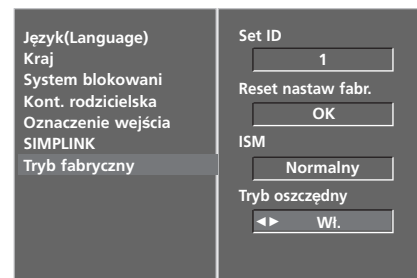 Język(Language)
Kraj
System blokowani
Kont. rodzicielska
Oznaczenie wejścia
SIMPLINK
Tryb fabryczny
Set ID
1
Reset nastaw fabr.
OK
ISM
Normalny
Tryb oszczędny
◄► Wł.